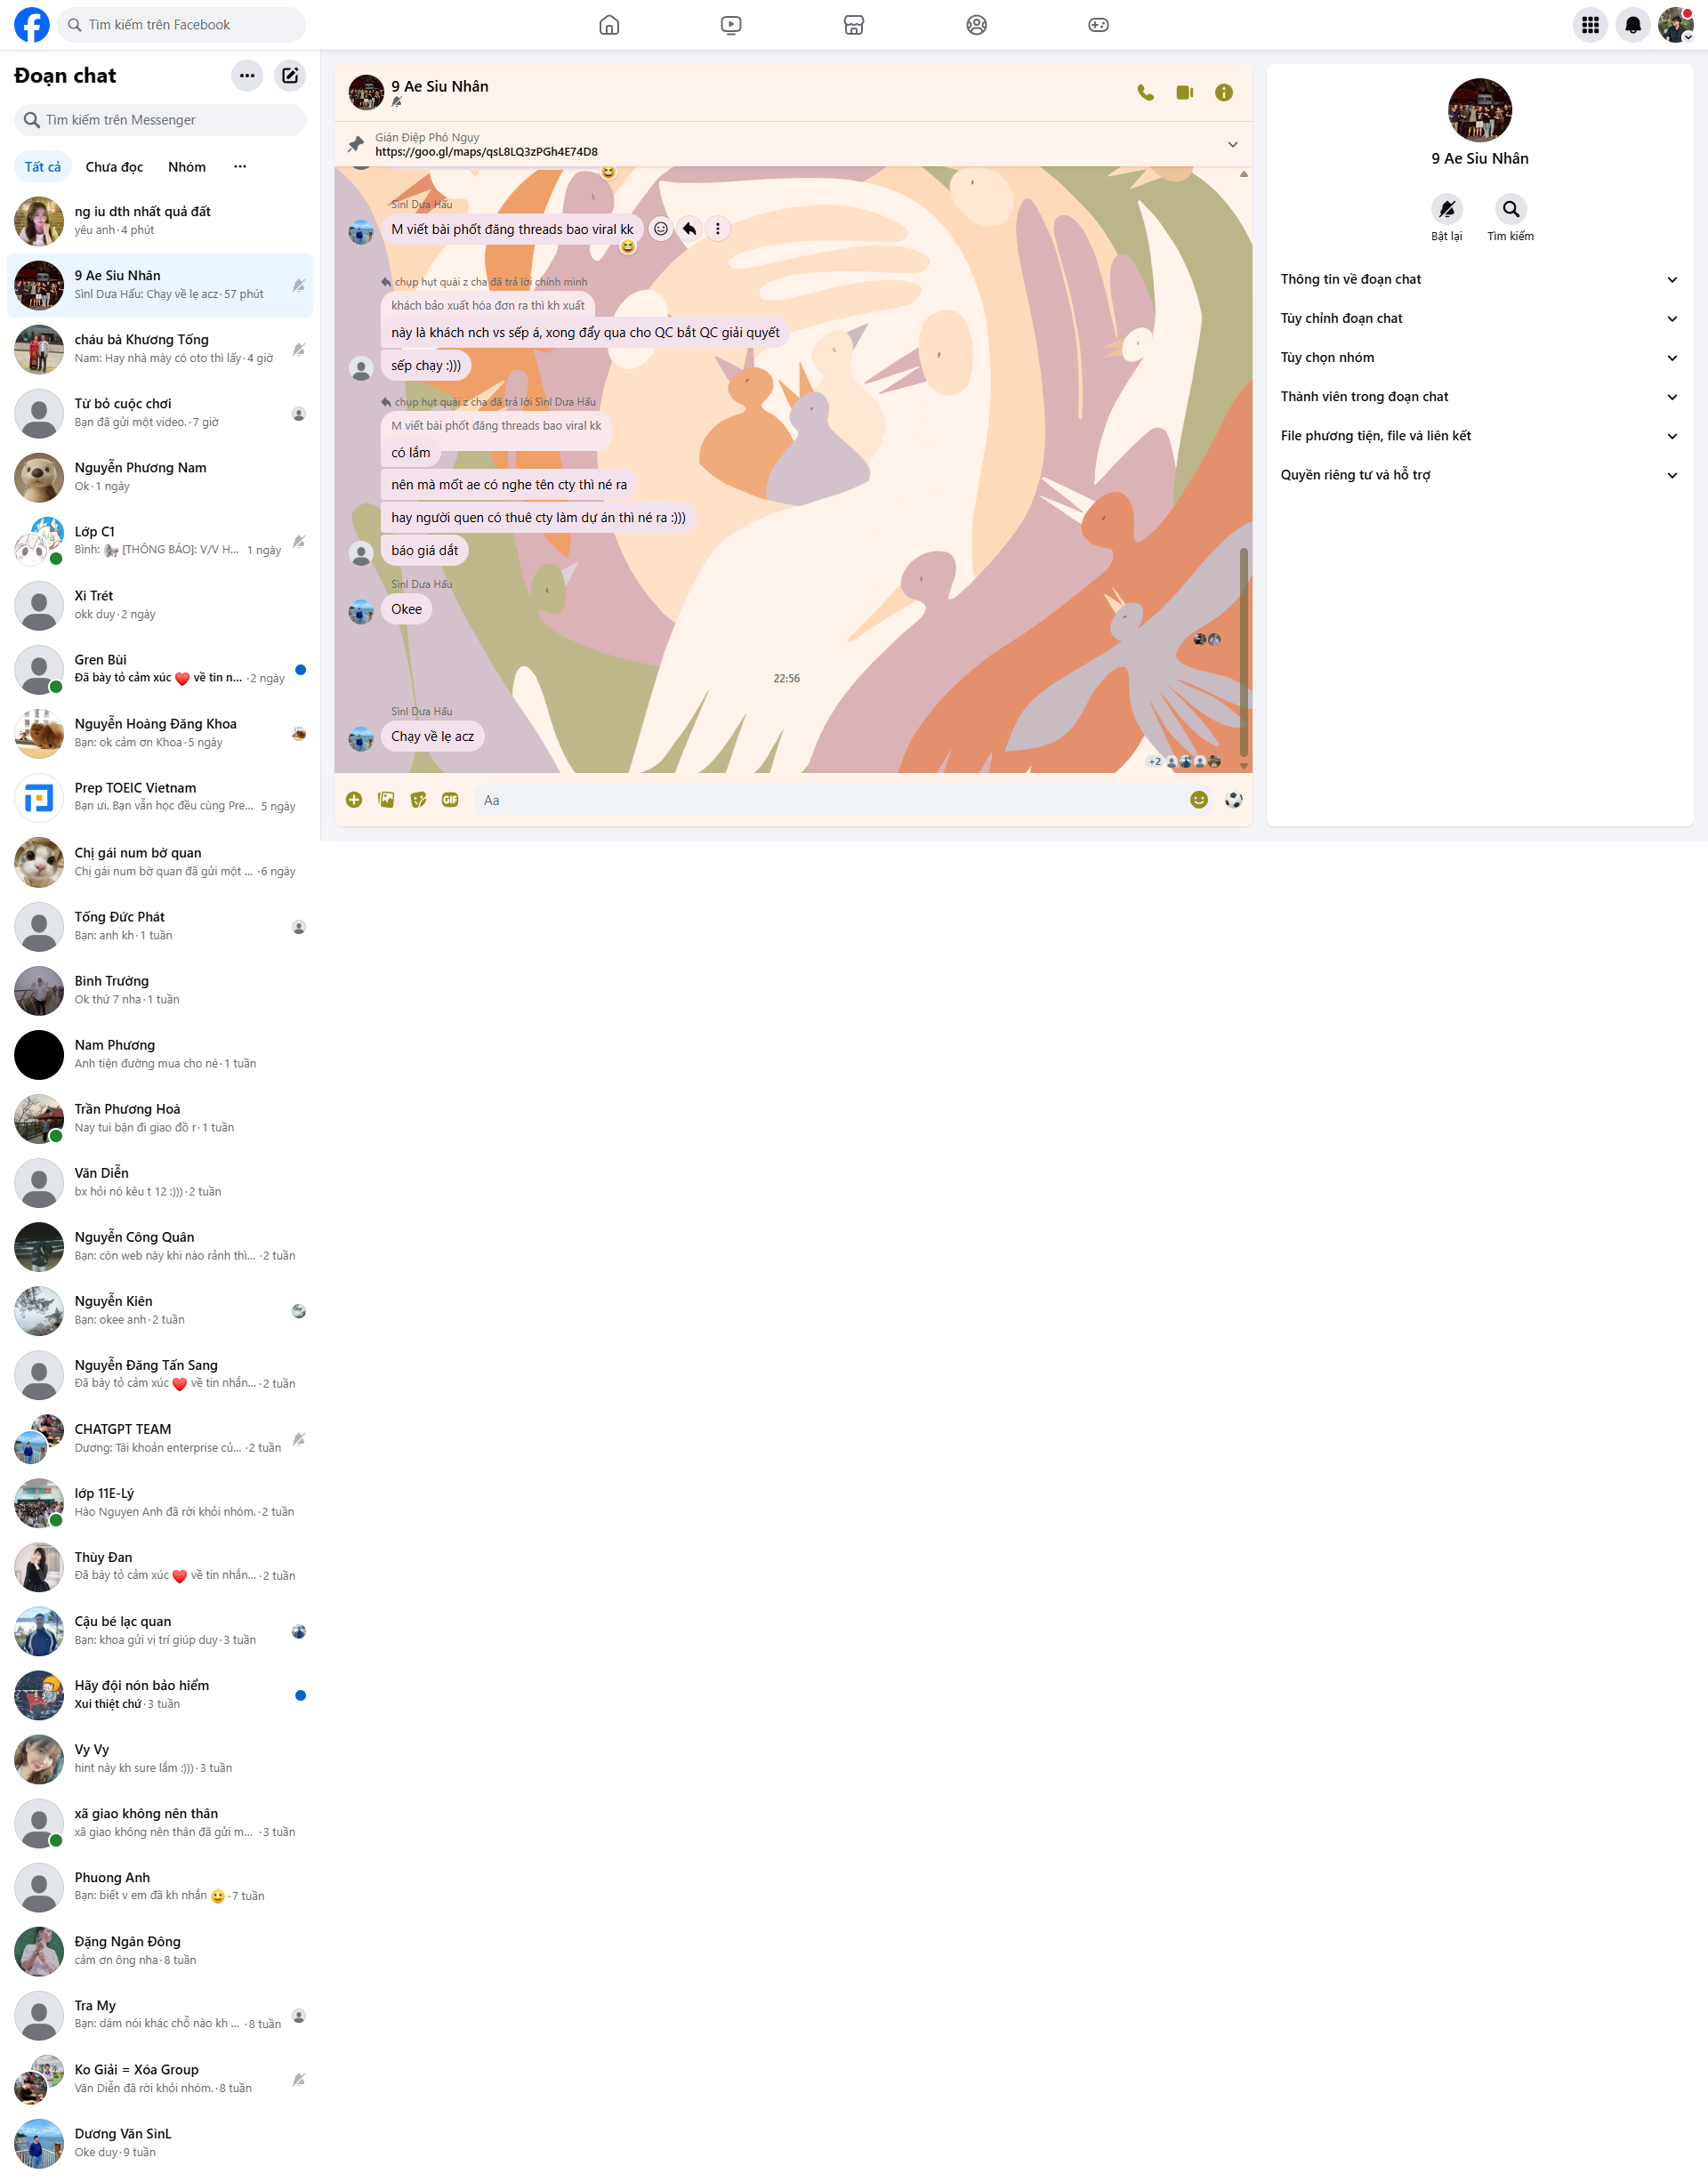 Tìm kiếm trên Facebook
Đoạn chat
Tìm kiếm trên Messenger
Tất cả
Chưa đọc
Nhóm
ng iu dth nhất quả đất
yêu anh · 4 phút
9 Ae Siu Nhân
Sìnl Dưa Hấu: Chạy về lẹ acz · 57 phút
cháu bà Khương Tống
Nam: Hay nhà mày có oto thì lấy · 4 giờ
Từ bỏ cuộc chơi
Bạn đã gửi một video. · 7 giờ
Nguyễn Phương Nam
Ok · 1 ngày
Lớp C1
Bình: [THÔNG BÁO]: V/V H... 1 ngày
Xì Trét
okk duy · 2 ngày
Gren Bùi
Đã bày tỏ cảm xúc ❤️ về tin n... · 2 ngày
Nguyễn Hoàng Đăng Khoa
Bạn: ok cảm ơn Khoa · 5 ngày
Prep TOEIC Vietnam
Bạn ưi. Bạn vẫn học đều cùng Pre... 5 ngày
Chị gái num bờ quan
Chị gái num bờ quan đã gửi một ... · 6 ngày
Tống Đức Phát
Bạn: anh kh · 1 tuần
Bình Trường
Ok thứ 7 nha · 1 tuần
Nam Phương
Anh tiện đường mua cho nè · 1 tuần
Trần Phương Hoà
Nay tui bận đi giao đồ r · 1 tuần
Văn Diễn
bx hỏi nó kêu t 12 :))) · 2 tuần
Nguyễn Công Quân
Bạn: còn web này khi nào rảnh thì... · 2 tuần
Nguyễn Kiên
Bạn: okee anh · 2 tuần
Nguyễn Đăng Tấn Sang
Đã bày tỏ cảm xúc ❤️ về tin nhắn... · 2 tuần
CHATGPT TEAM
Dương: Tài khoản enterprise củ... · 2 tuần
lớp 11E-Lý
Hào Nguyen Anh đã rời khỏi nhóm. · 2 tuần
Thùy Đan
Đã bày tỏ cảm xúc ❤️ về tin nhắn... · 2 tuần
Cậu bé lạc quan
Bạn: khoa gửi vị trí giúp duy · 3 tuần
Hãy đội nón bảo hiểm
Xui thiệt chứ · 3 tuần
Vy Vy
hint này kh sure lắm :))) · 3 tuần
xã giao không nên thân
xã giao không nên thân đã gửi m... · 3 tuần
Phuong Anh
Bạn: biết v em đã kh nhắn 🙂 · 7 tuần
Đặng Ngân Đông
cảm ơn ông nha · 8 tuần
Tra My
Bạn: dám nói khác chỗ nào kh ... · 8 tuần
Ko Giải = Xóa Group
Văn Diễn đã rời khỏi nhóm. · 8 tuần
Dương Văn SìnL
Oke duy · 9 tuần
9 Ae Siu Nhân
Gián Điệp Phó Ngụy
https://goo.gl/maps/qsL8LQ3zPGh4E74D8
Sìnl Dưa Hấu
M viết bài phốt đăng threads bao viral kk
chụp hụt quài z cha đã trả lời chính mình
khách bảo xuất hóa đơn ra thì kh xuất
này là khách nch vs sếp á, xong đẩy qua cho QC bắt QC giải quyết
sếp chạy :)))
chụp hụt quài z cha đã trả lời Sìnl Dưa Hấu
M viết bài phốt đăng threads bao viral kk
có lắm
nên mà mốt ae có nghe tên cty thì né ra
hay người quen có thuê cty làm dự án thì né ra :)))
báo giá dắt
Sìnl Dưa Hấu
Okee
22:56
Sìnl Dưa Hấu
Chạy về lẹ acz
+2
GIF
Aa
9 Ae Siu Nhân
Bật lại
Tìm kiếm
Thông tin về đoạn chat
Tùy chỉnh đoạn chat
Tùy chọn nhóm
Thành viên trong đoạn chat
File phương tiện, file và liên kết
Quyền riêng tư và hỗ trợ